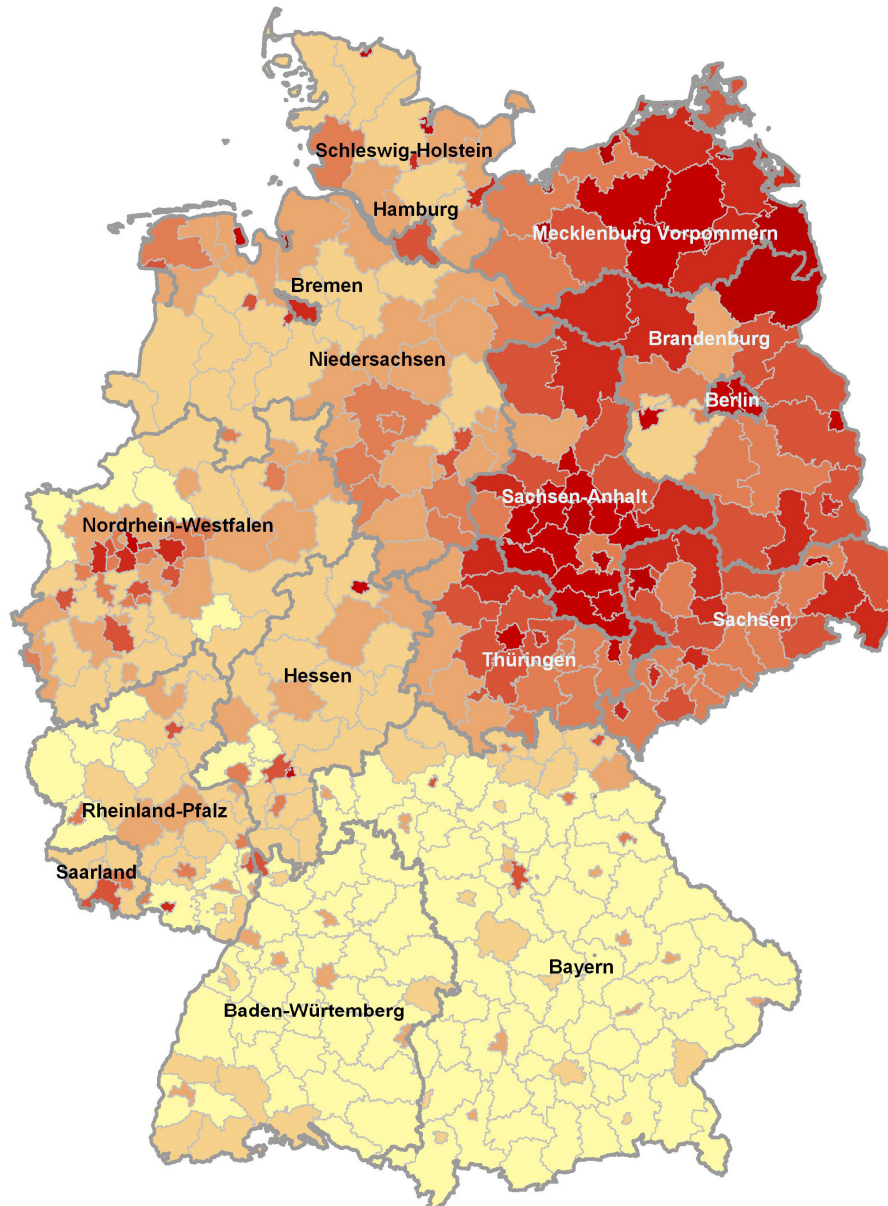 Schleswig-Holstein
Hamburg
Mecklenburg Vorpommern
Bremen
Brandenburg
Niedersachsen
Berlin
Sachsen-Anhalt
Nordrhein-Westfalen
Sachsen
Thüringen
Hessen
Rheinland-Pfalz
Saarland
Bayern
Baden-Würtemberg